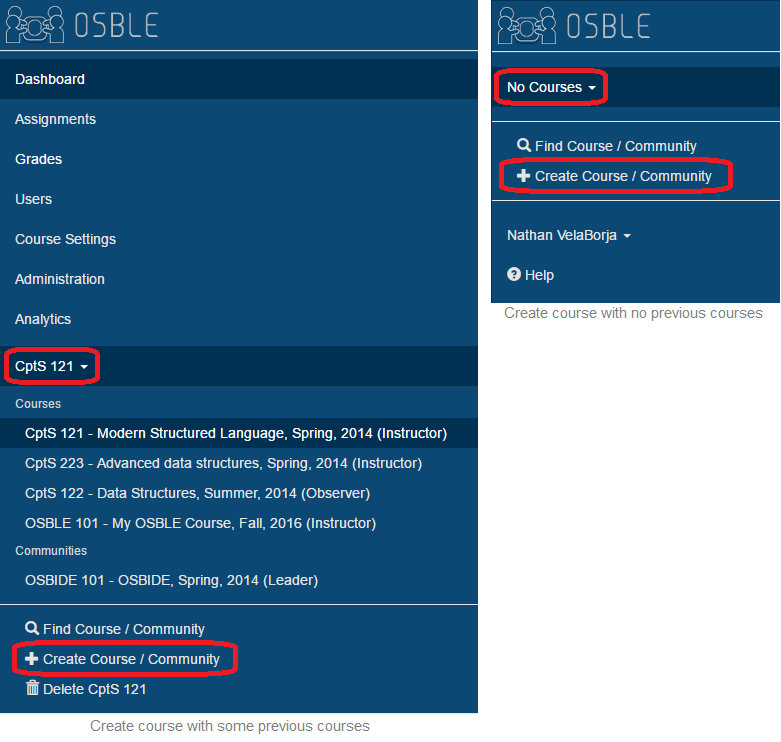 OSBLE
Dashboard
Assignments
Grades
Users
Course Settings
Administration
Analytics
CptS 121
Courses
CptS 121 - Modern Structured Language, Spring, 2014 (Instructor)
CptS 223 - Advanced data structures, Spring, 2014 (Instructor)
CptS 122 - Data Structures, Summer, 2014 (Observer)
OSBLE 101 - My OSBLE Course, Fall, 2016 (Instructor)
Communities
OSBIDE 101 - OSBIDE, Spring, 2014 (Leader)
Find Course / Community
Create Course / Community
Delete CptS 121
Create course with some previous courses
OSBLE
No Courses
Find Course / Community
Create Course / Community
Nathan VelaBorja
Help
Create course with no previous courses